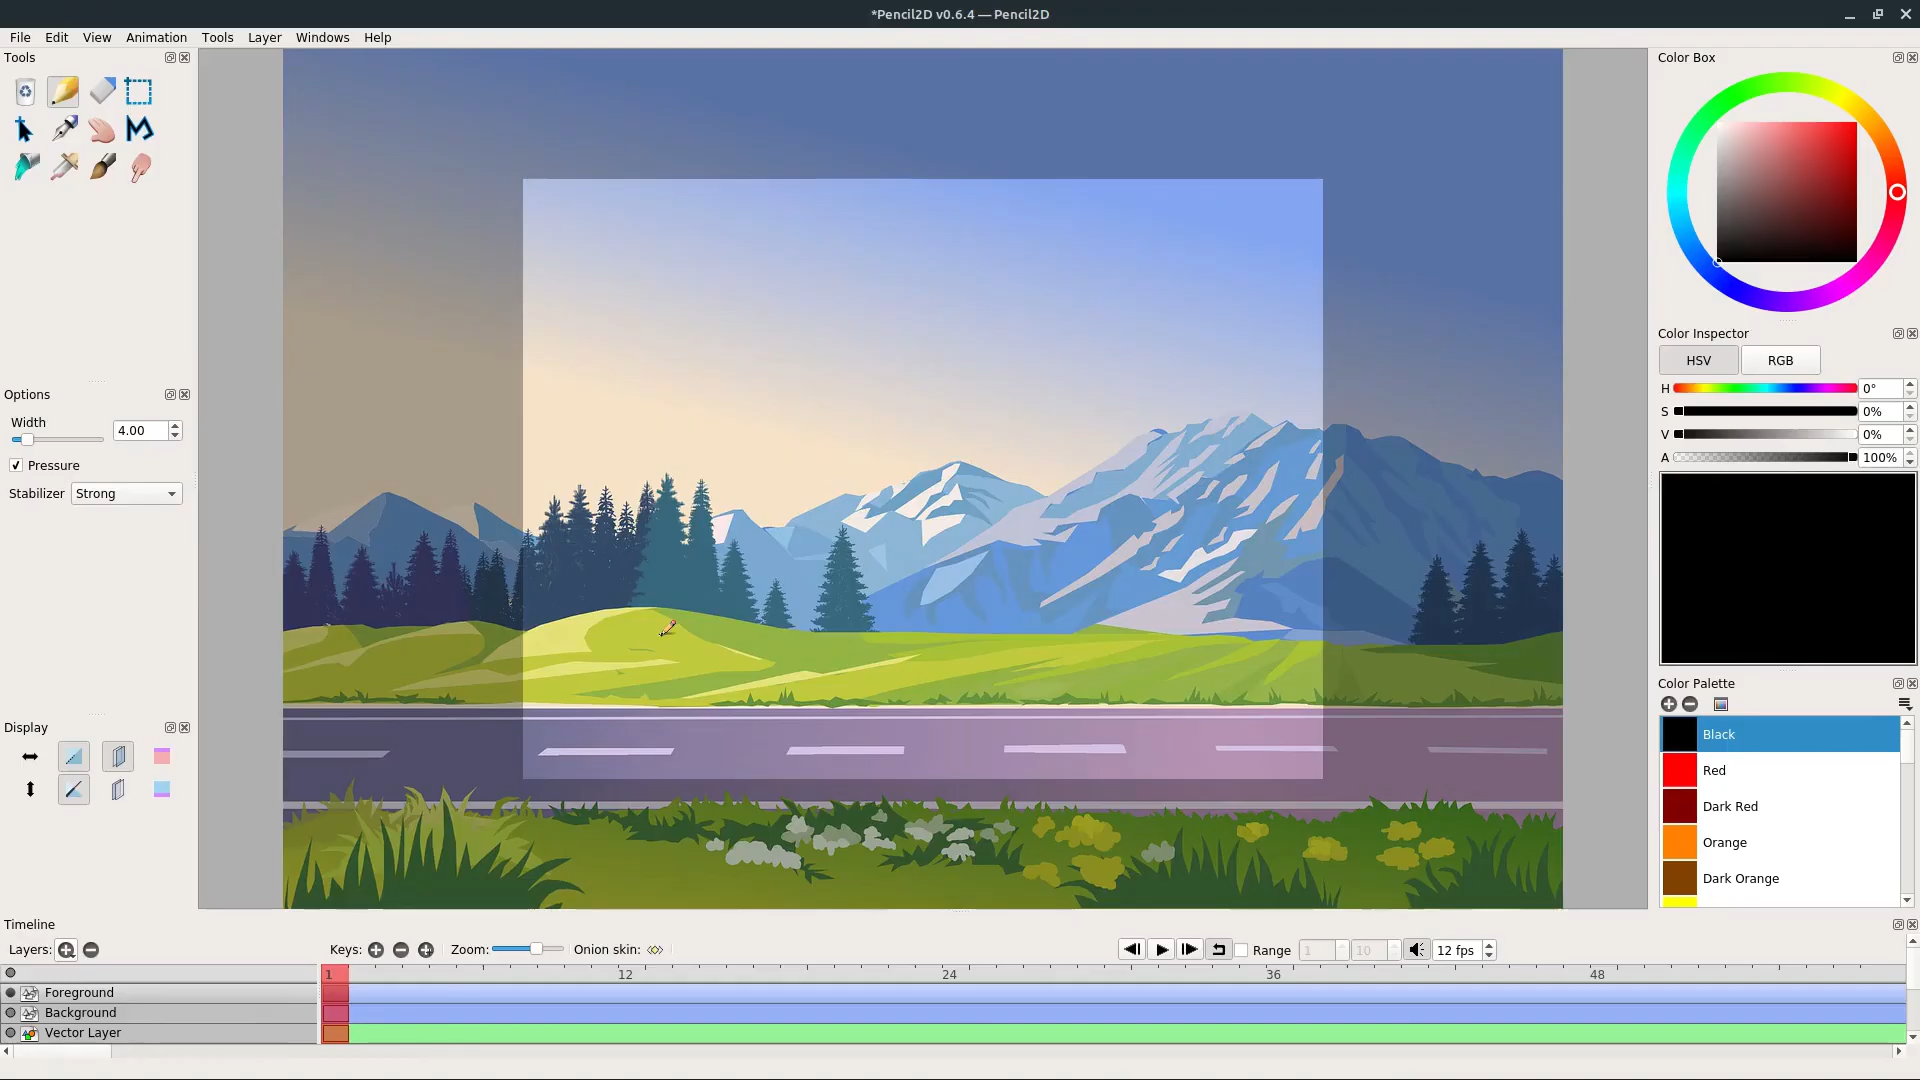 *Pencil2D v0.6.4 — Pencil2D
File Edit View Animation Tools Layer Windows Help
Tools
Options
Width
4.00
Pressure
Stabilizer Strong
Display
Color Box
Color Inspector
HSV RGB
H 0°
S 0%
V 0%
A 100%
Color Palette
Black
Red
Dark Red
Orange
Dark Orange
Timeline
Layers: Keys: Zoom: Onion skin: Range 1 10 12 fps
1 12 24 36 48
Foreground
Background
Vector Layer